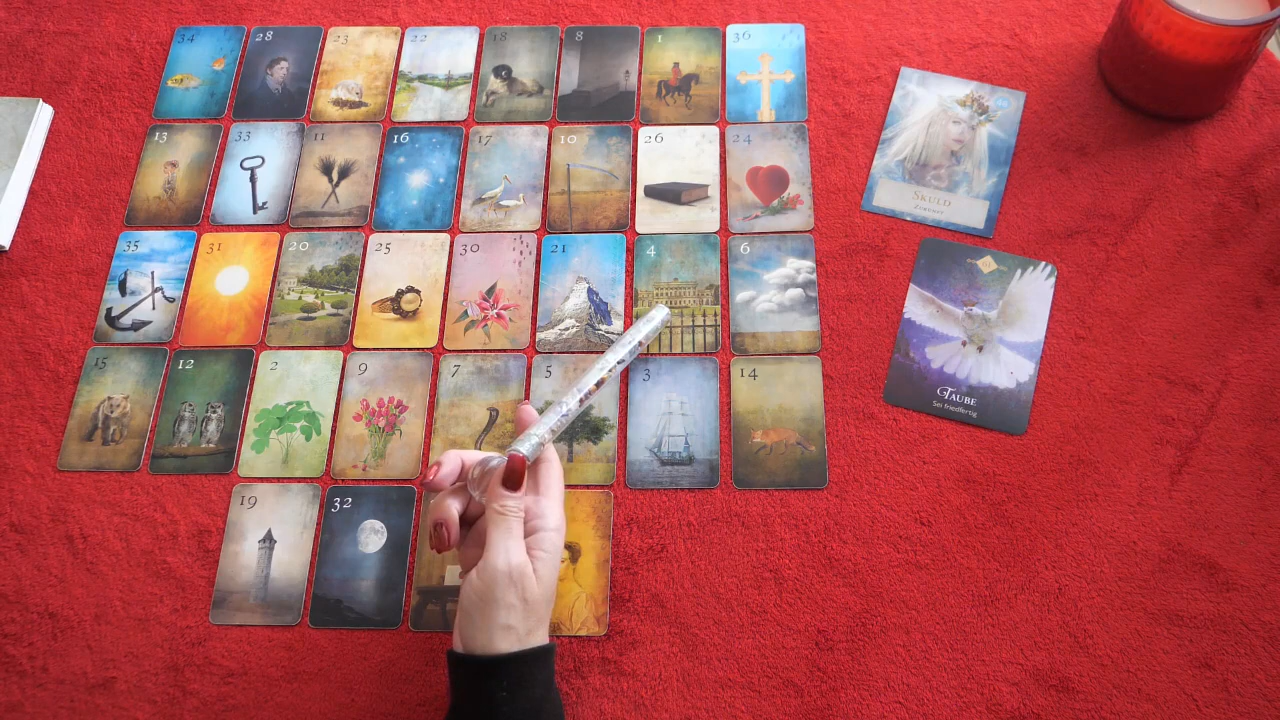 34 28 23 22 18 8 1 36
13 33 11 16 17 10 26 24
35 31 20 25 30 21 4 6
15 12 2 9 7 5 3 14
19 32
SKULD
61
TAUBE
Sei friedfertig